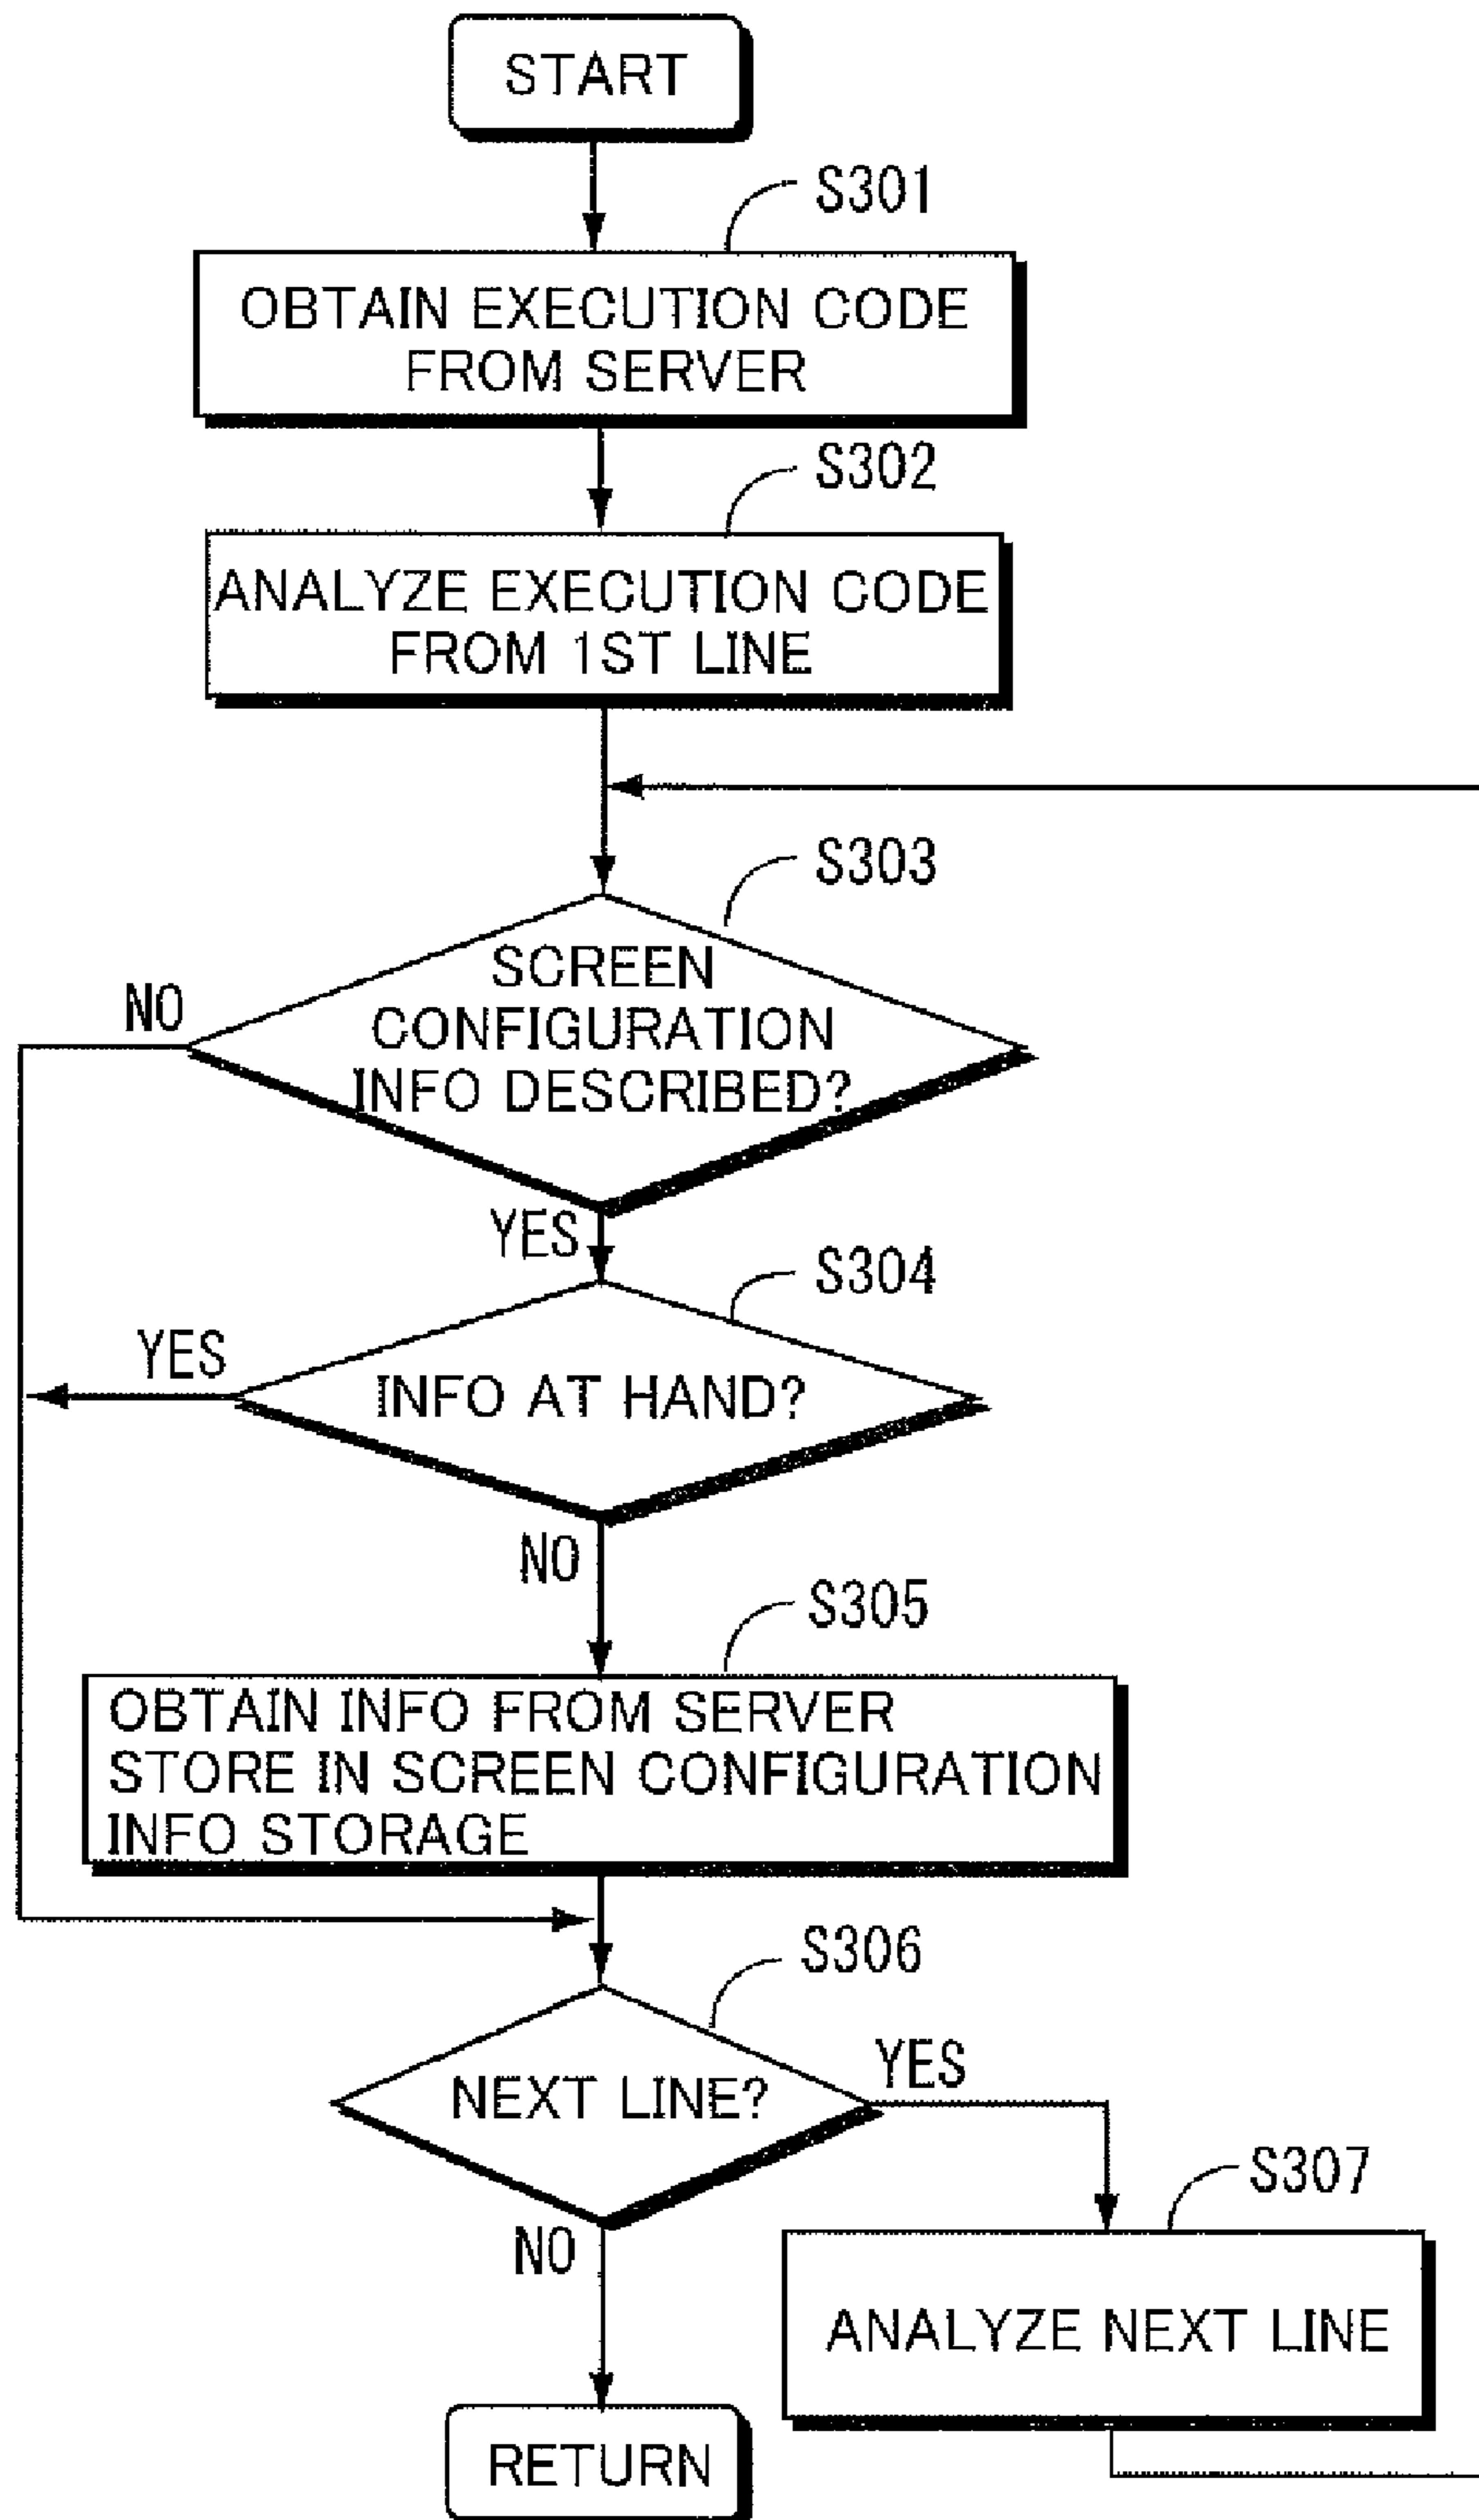 START
S301
OBTAIN EXECUTION CODE
FROM SERVER
S302
ANALYZE EXECUTION CODE
FROM 1ST LINE
S303
SCREEN
NO
CONFIGURATION
INFO DESCRIBED?
YES
S304
YES
INFO AT HAND?
NO
S305
OBTAIN INFO FROM SERVER
STORE IN SCREEN CONFIGURATION
INFO STORAGE
S306
YES
NEXT LINE?
S307
NO
ANALYZE NEXT LINE
RETURN